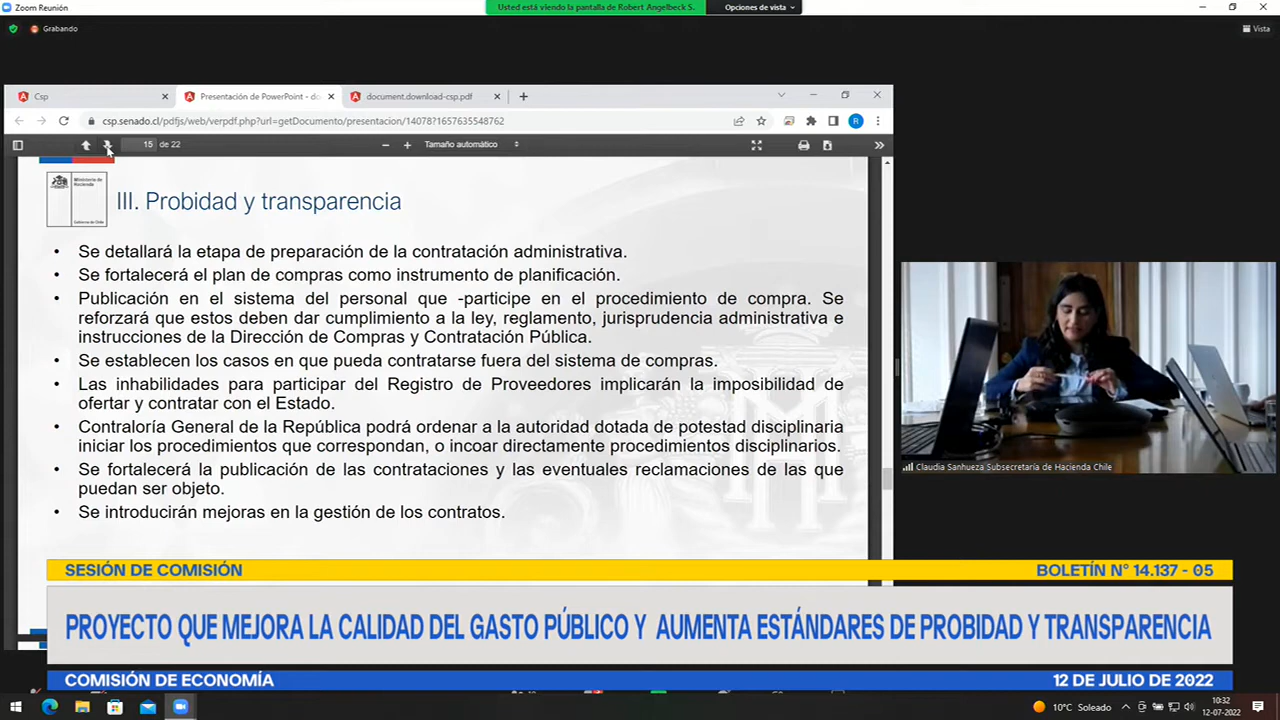 Zoom Reunión
Usted está viendo la pantalla de Robert Angelbeck S.
Opciones de vista
Grabando
Vista
Csp
Presentación de PowerPoint - do
document.download-csp.pdf
csp.senado.cl/pdfjs/web/verpdf.php?url=getDocumento/presentacion/14078?1657635548762
R
15 de 22
Tamaño automático
Ministerio de
Hacienda
Gobierno de Chile
III. Probidad y transparencia
• Se detallará la etapa de preparación de la contratación administrativa.
• Se fortalecerá el plan de compras como instrumento de planificación.
• Publicación en el sistema del personal que -participe en el procedimiento de compra. Se
reforzará que estos deben dar cumplimiento a la ley, reglamento, jurisprudencia administrativa e
instrucciones de la Dirección de Compras y Contratación Pública.
• Se establecen los casos en que pueda contratarse fuera del sistema de compras.
• Las inhabilidades para participar del Registro de Proveedores implicarán la imposibilidad de
ofertar y contratar con el Estado.
• Contraloría General de la República podrá ordenar a la autoridad dotada de potestad disciplinaria
iniciar los procedimientos que correspondan, o incoar directamente procedimientos disciplinarios.
• Se fortalecerá la publicación de las contrataciones y las eventuales reclamaciones de las que
puedan ser objeto.
• Se introducirán mejoras en la gestión de los contratos.
Claudia Sanhueza Subsecretaría de Hacienda Chile
SESIÓN DE COMISIÓN
BOLETÍN N° 14.137 - 05
PROYECTO QUE MEJORA LA CALIDAD DEL GASTO PÚBLICO Y AUMENTA ESTÁNDARES DE PROBIDAD Y TRANSPARENCIA
COMISIÓN DE ECONOMÍA
12 DE JULIO DE 2022
10°C Soleado
10:32
12-07-2022